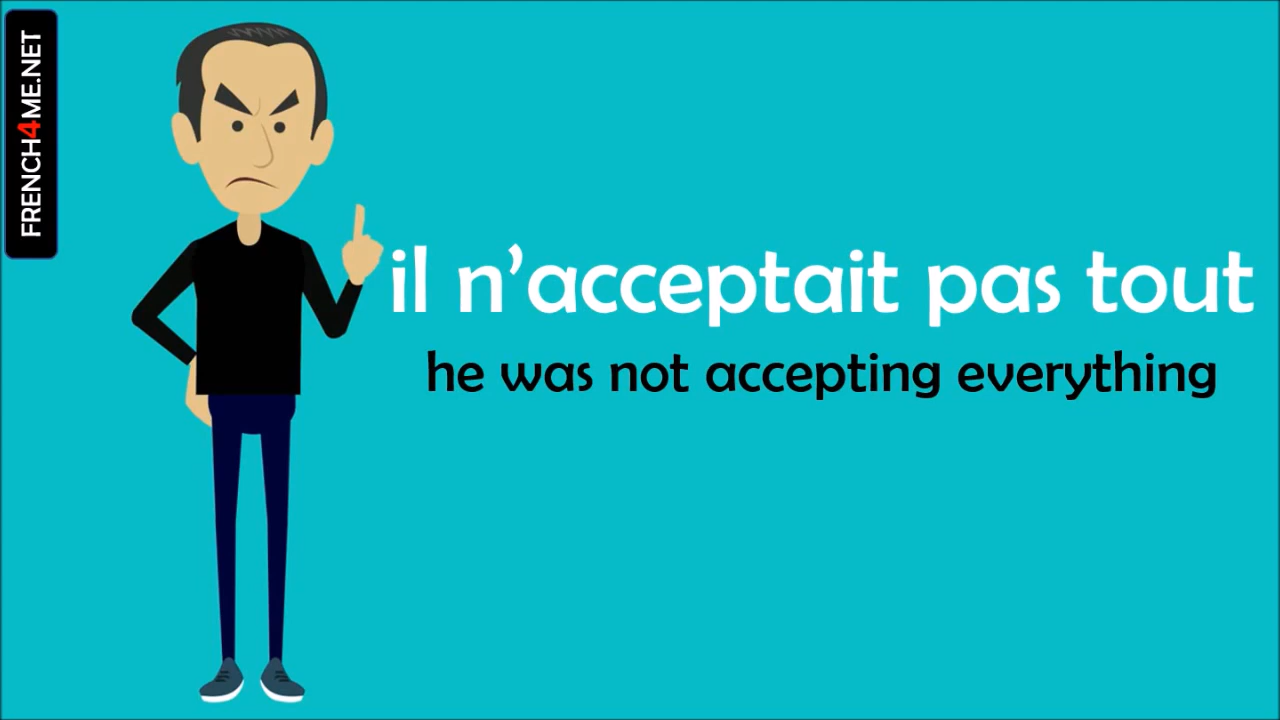 FRENCH4ME.NET
il n’acceptait pas tout
he was not accepting everything